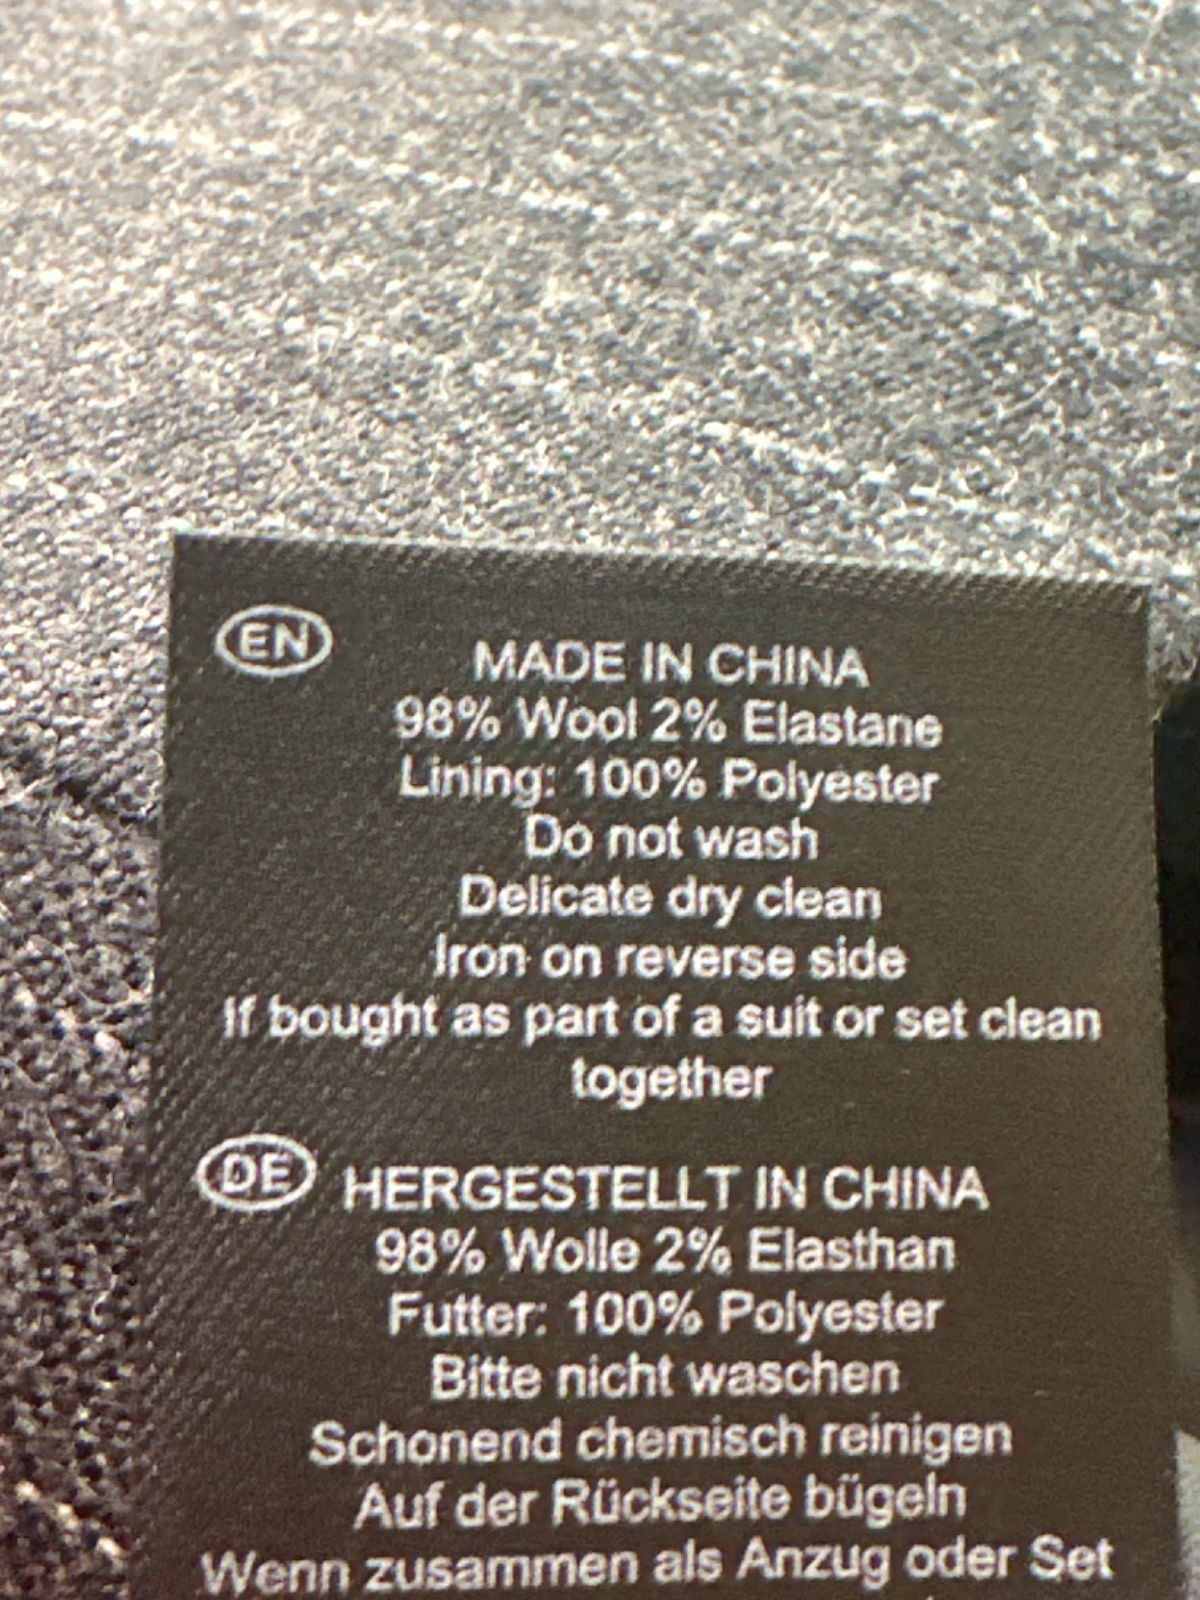 EN
MADE IN CHINA
98% Wool 2% Elastane
Lining: 100% Polyester
Do not wash
Delicate dry clean
Iron on reverse side
If bought as part of a suit or set clean
together
DE
HERGESTELLT IN CHINA
98% Wolle 2% Elasthan
Futter: 100% Polyester
Bitte nicht waschen
Schonend chemisch reinigen
Auf der Rückseite bügeln
Wenn zusammen als Anzug oder Set